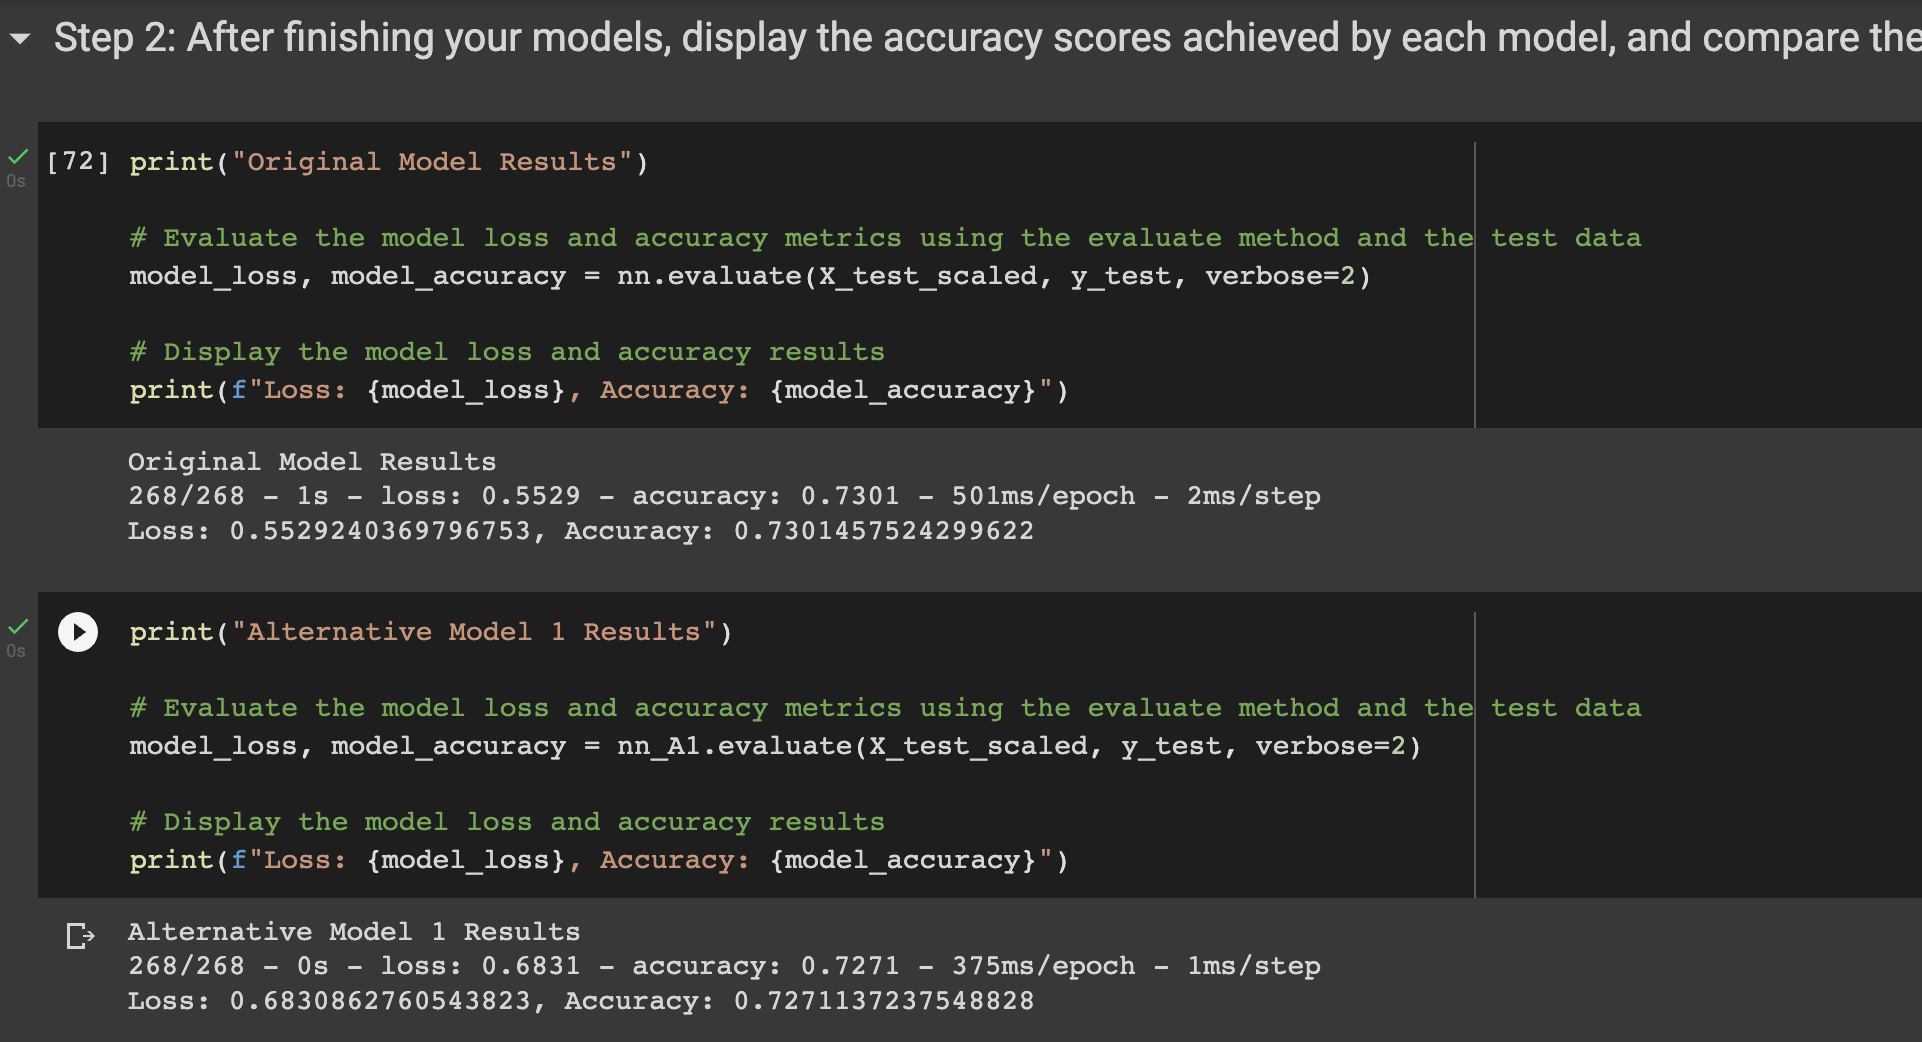 Step 2: After finishing your models, display the accuracy scores achieved by each model, and compare the
0s
[72] print("Original Model Results")
# Evaluate the model loss and accuracy metrics using the evaluate method and the test data
model_loss, model_accuracy = nn.evaluate(X_test_scaled, y_test, verbose=2)
# Display the model loss and accuracy results
print(f"Loss: {model_loss}, Accuracy: {model_accuracy}")
Original Model Results
268/268 - 1s - loss: 0.5529 - accuracy: 0.7301 - 501ms/epoch - 2ms/step
Loss: 0.5529240369796753, Accuracy: 0.7301457524299622
0s
print("Alternative Model 1 Results")
# Evaluate the model loss and accuracy metrics using the evaluate method and the test data
model_loss, model_accuracy = nn_A1.evaluate(X_test_scaled, y_test, verbose=2)
# Display the model loss and accuracy results
print(f"Loss: {model_loss}, Accuracy: {model_accuracy}")
Alternative Model 1 Results
268/268 - 0s - loss: 0.6831 - accuracy: 0.7271 - 375ms/epoch - 1ms/step
Loss: 0.6830862760543823, Accuracy: 0.7271137237548828